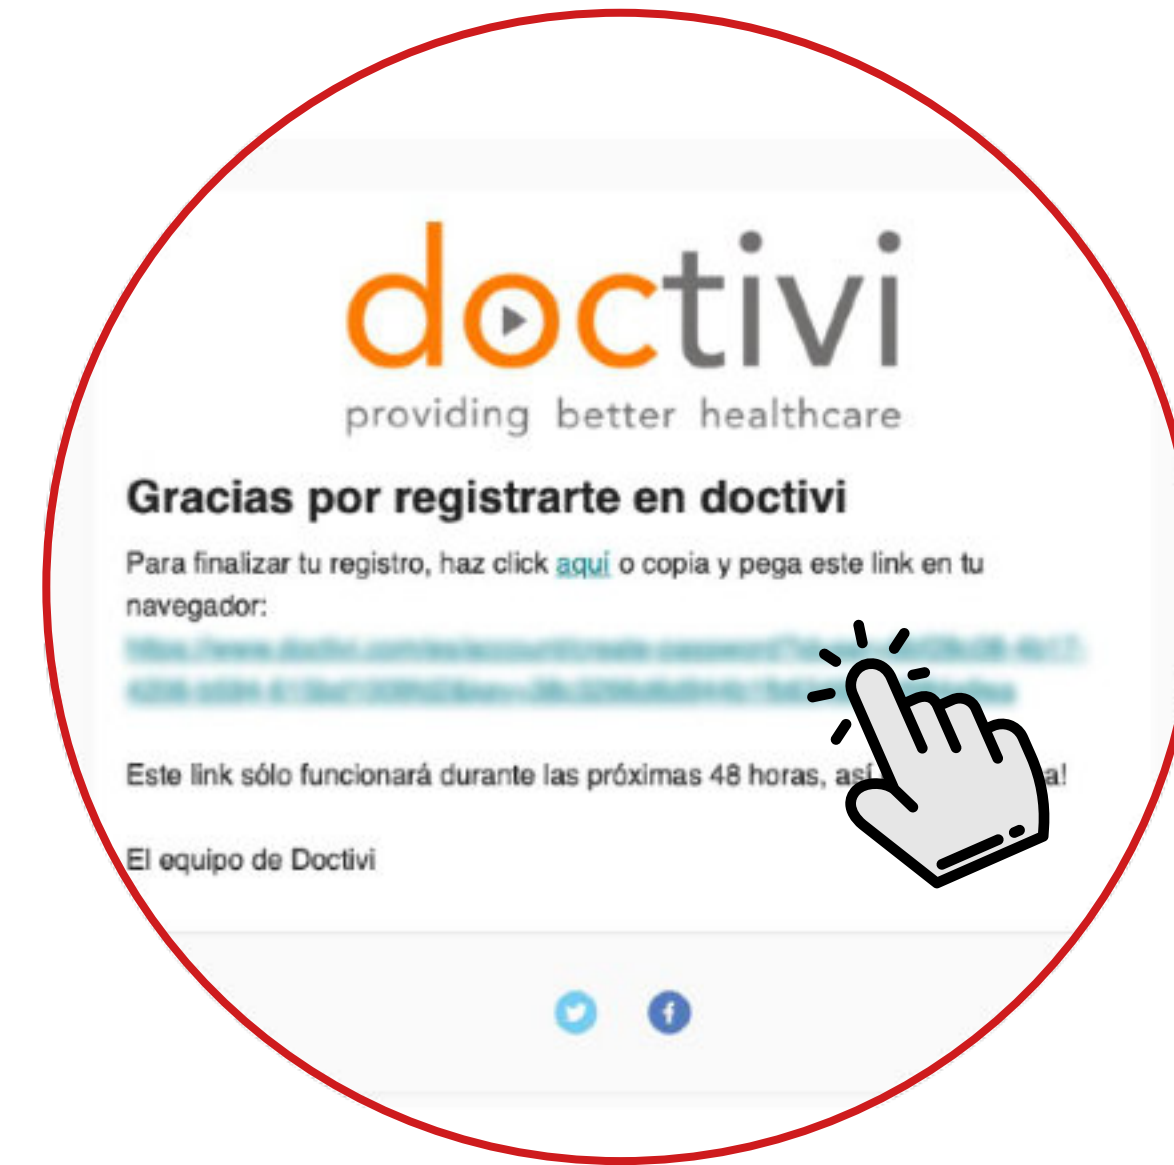 doctivi
providing better healthcare
Gracias por registrarte en doctivi
Para finalizar tu registro, haz click aquí o copia y pega este link en tu
navegador:
Este link sólo funcionará durante las próximas 48 horas, así a!
El equipo de Doctivi